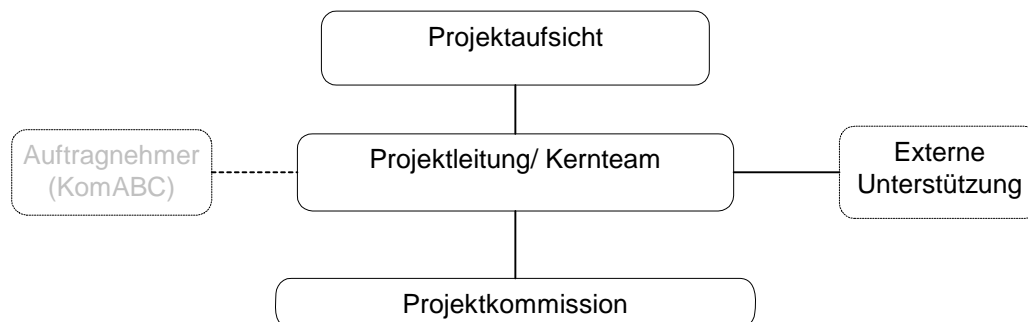 Projektaufsicht
Auftragnehmer
(KomABC)
Projektleitung/ Kernteam
Externe
Unterstützung
Projektkommission